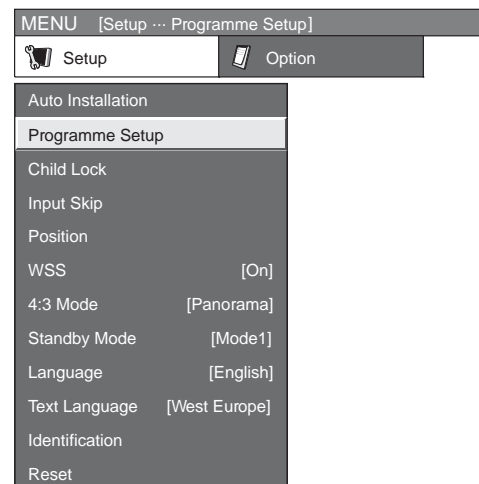 MENU [Setup ··· Programme Setup]
Setup Option
Auto Installation
Programme Setup
Child Lock
Input Skip
Position
WSS [On]
4:3 Mode [Panorama]
Standby Mode [Mode1]
Language [English]
Text Language [West Europe]
Identification
Reset